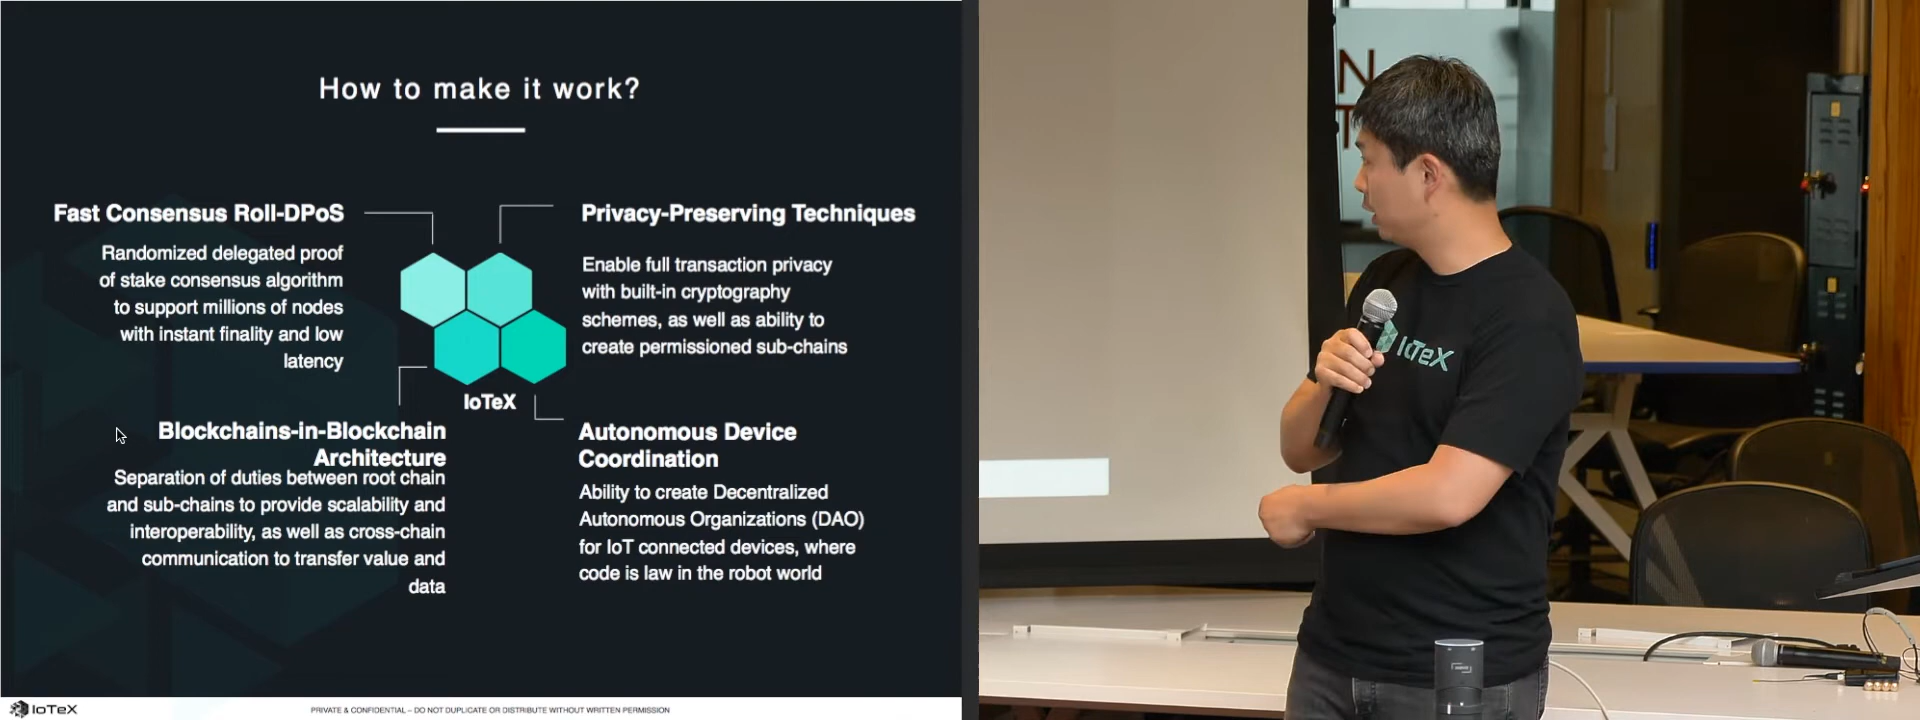 How to make it work?
Fast Consensus Roll-DPoS
Randomized delegated proof
of stake consensus algorithm
to support millions of nodes
with instant finality and low
latency
Privacy-Preserving Techniques
Enable full transaction privacy
with built-in cryptography
schemes, as well as ability to
create permissioned sub-chains
IoTeX
Blockchains-in-Blockchain
Architecture
Separation of duties between root chain
and sub-chains to provide scalability and
interoperability, as well as cross-chain
communication to transfer value and
data
Autonomous Device
Coordination
Ability to create Decentralized
Autonomous Organizations (DAO)
for IoT connected devices, where
code is law in the robot world
IoTeX
PRIVATE & CONFIDENTIAL – DO NOT DUPLICATE OR DISTRIBUTE WITHOUT WRITTEN PERMISSION
N
T
IoTeX